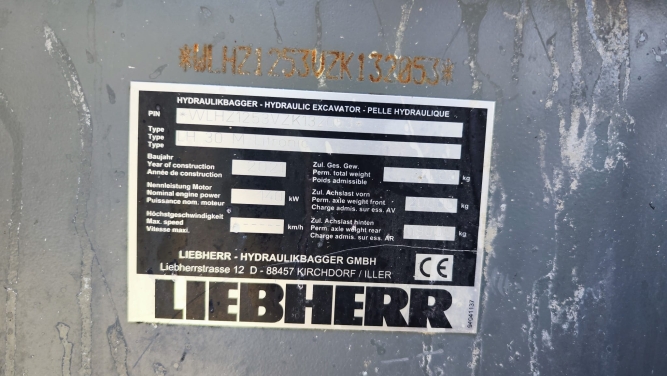 *WLHZ1253VZK132053*
HYDRAULIKBAGGER - HYDRAULIC EXCAVATOR - PELLE HYDRAULIQUE
PIN
Type
Type
Type
LH 30 M
Baujahr
Year of construction
Année de construction
Nennleistung Motor
Nominal engine power
Puissance nom. moteur
kW
Höchstgeschwindigkeit
Max. speed
Vitesse maxi.
km/h
Zul. Ges. Gew.
Perm. total weight
Poids admissible
kg
Zul. Achslast vorn
Perm. axle weight front
Charge admis. sur ess. AV
kg
Zul. Achslast hinten
Perm. axle weight rear
Charge admis. sur ess. AR
kg
LIEBHERR - HYDRAULIKBAGGER GMBH
Liebherrstrasse 12 D - 88457 KIRCHDORF / ILLER
CE
LIEBHERR